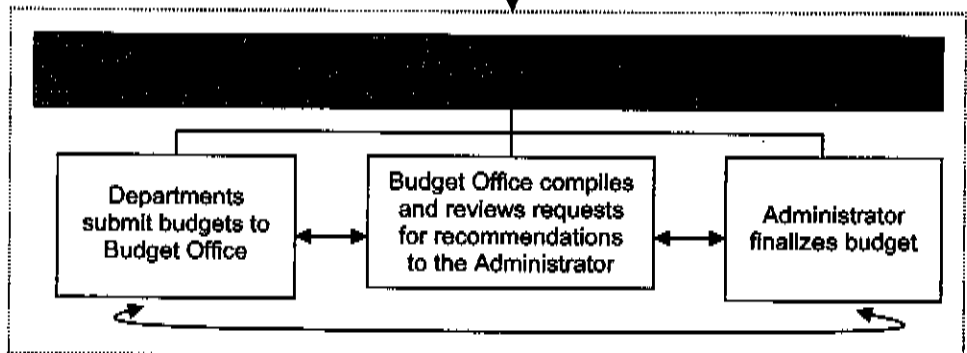 Departments
submit budgets to
Budget Office
Budget Office compiles
and reviews requests
for recommendations
to the Administrator
Administrator
finalizes budget